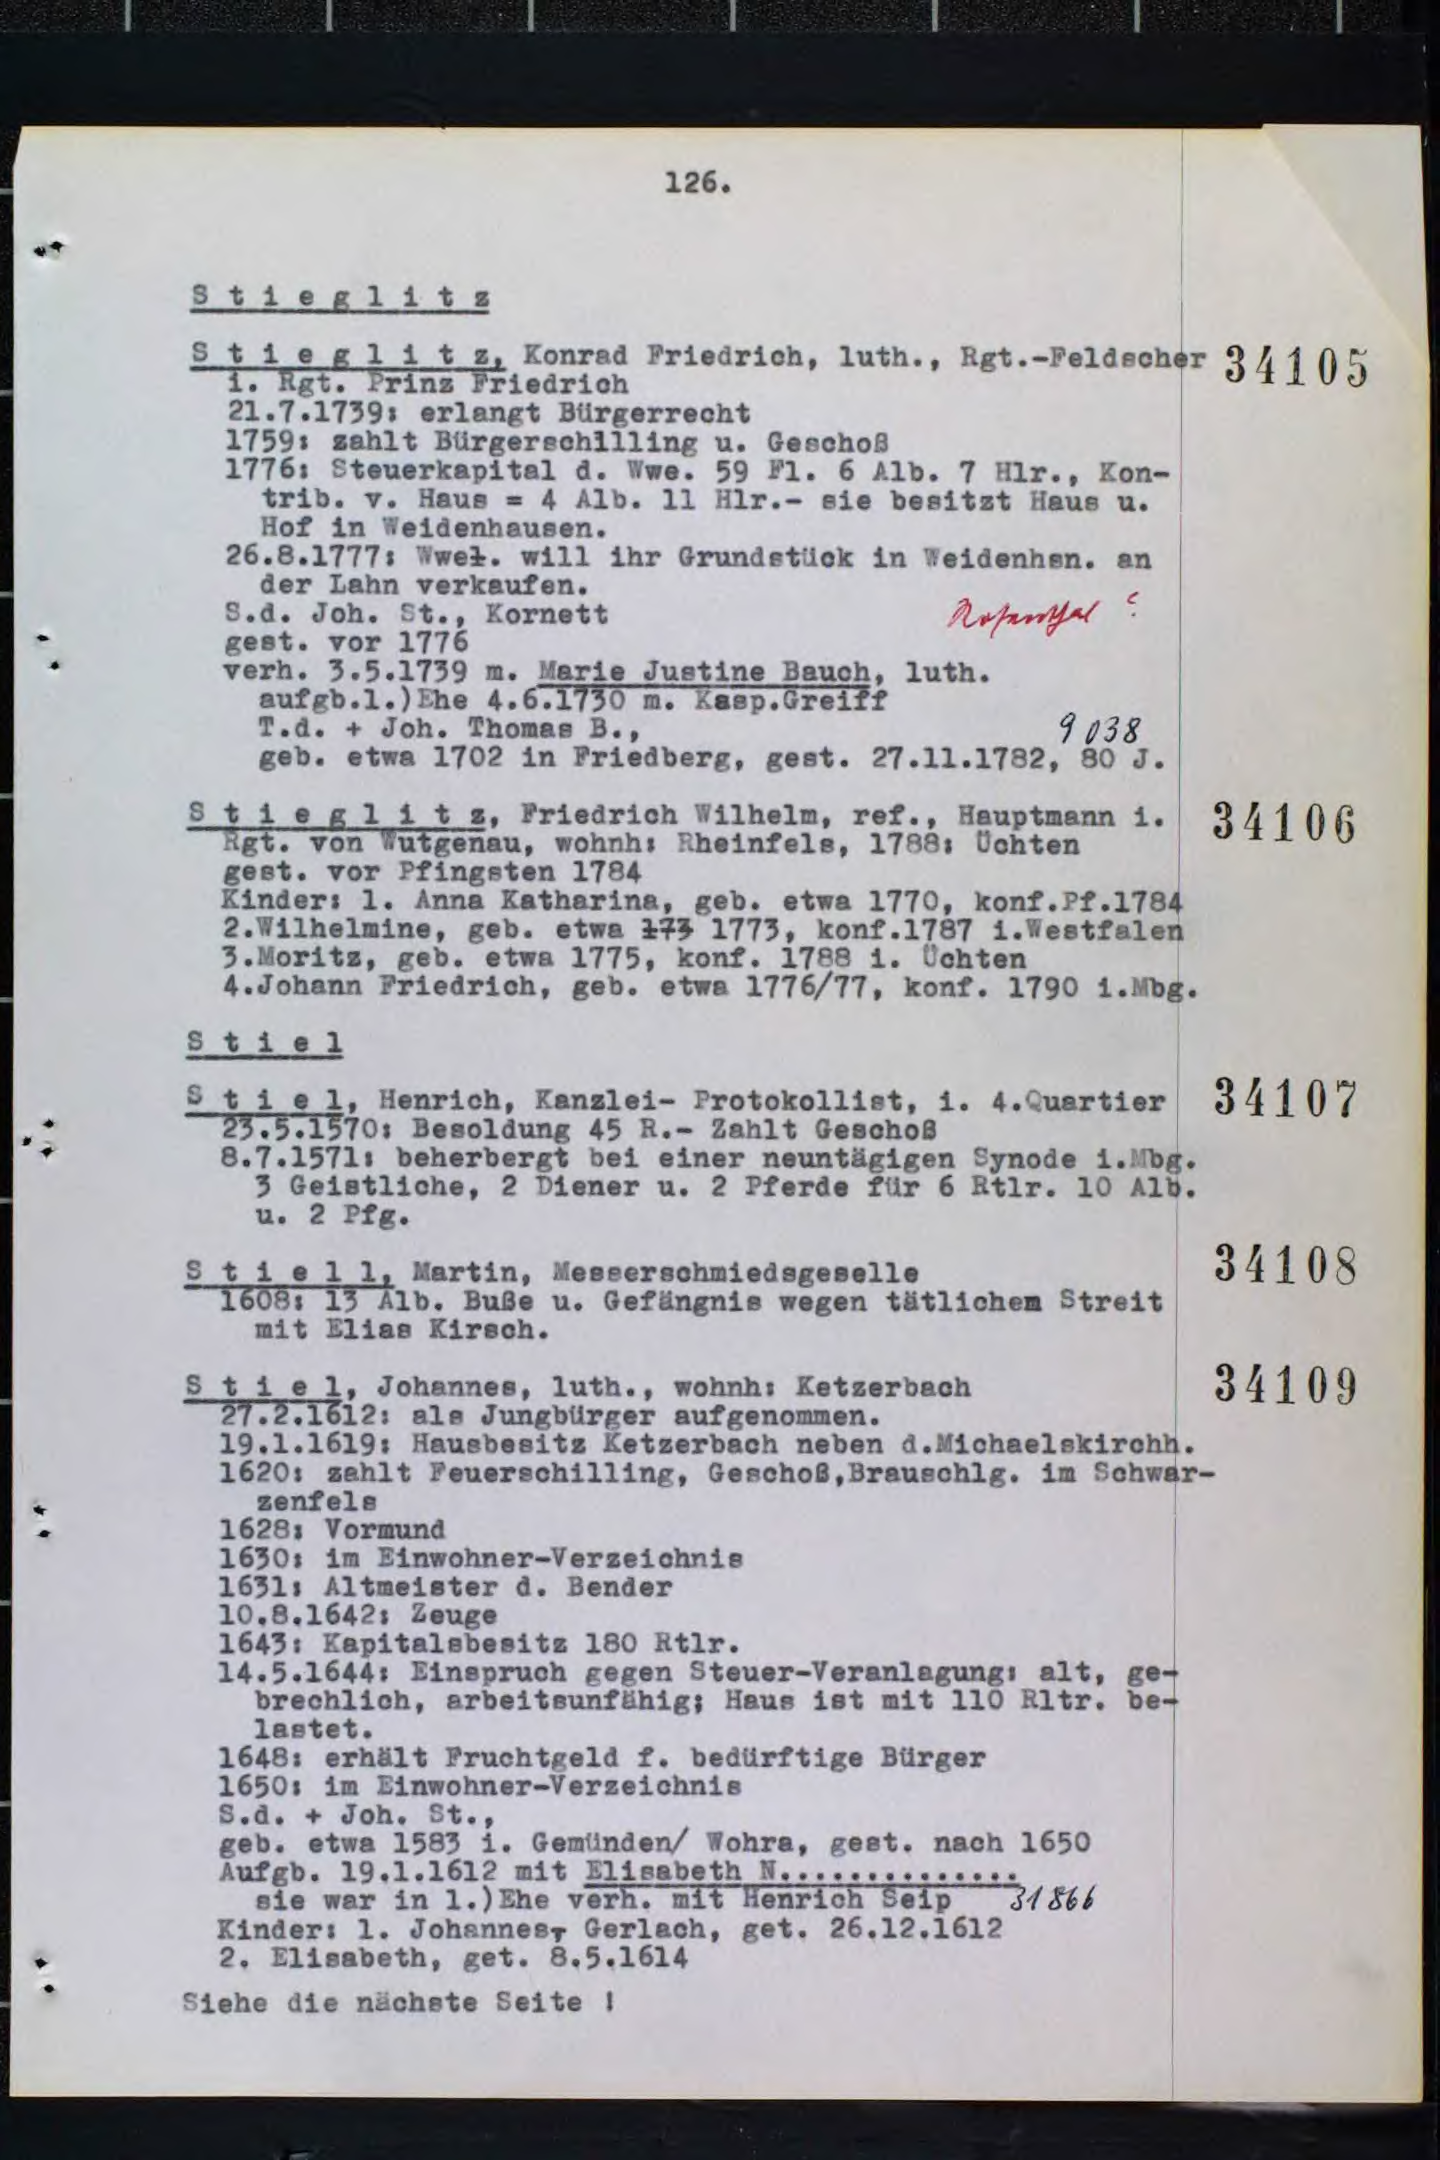 126.
Stieglitz
Stieglitz, Konrad Friedrich, luth., Rgt.-Feldscher 34105
i. Rgt. Prinz Friedrich
21.7.1739: erlangt Bürgerrecht
1759: zahlt Bürgerschilling u. Geschoß
1776: Steuerkapital d. Wwe. 59 Fl. 6 Alb. 7 Hlr., Kon-
trib. v. Haus = 4 Alb. 11 Hlr.- sie besitzt Haus u.
Hof in Weidenhausen.
26.8.1777: Wwe. will ihr Grundstück in Weidenhsn. an
der Lahn verkaufen.
S.d. Joh. St., Kornett Rosenthal ?
gest. vor 1776
verh. 3.5.1739 m. Marie Justine Bauch, luth.
aufgb.1.)Ehe 4.6.1730 m. Kasp.Greiff
T.d. + Joh. Thomas B., 9038
geb. etwa 1702 in Friedberg, gest. 27.11.1782, 80 J.
Stieglitz, Friedrich Wilhelm, ref., Hauptmann i. 34106
Rgt. von Wutgenau, wohnh: Rheinfels, 1788: Üchten
gest. vor Pfingsten 1784
Kinder: 1. Anna Katharina, geb. etwa 1770, konf.Pf.1784
2.Wilhelmine, geb. etwa 173 1773, konf.1787 i.Westfalen
3.Moritz, geb. etwa 1775, konf. 1788 i. Üchten
4.Johann Friedrich, geb. etwa 1776/77, konf. 1790 i.Mbg.
Stiel
Stiel, Henrich, Kanzlei- Protokollist, i. 4.Quartier 34107
23.5.1570: Besoldung 45 R.- Zahlt Geschoß
8.7.1571: beherbergt bei einer neuntägigen Synode i.Mbg.
3 Geistliche, 2 Diener u. 2 Pferde für 6 Rtlr. 10 Alb.
u. 2 Pfg.
Stiell, Martin, Messerschmiedsgeselle 34108
1608: 13 Alb. Buße u. Gefängnis wegen tätlichem Streit
mit Elias Kirsch.
Stiel, Johannes, luth., wohnh: Ketzerbach 34109
27.2.1612: als Jungbürger aufgenommen.
19.1.1619: Hausbesitz Ketzerbach neben d.Michaelskirchh.
1620: zahlt Feuerschilling, Geschoß,Brauschlg. im Schwar-
zenfels
1628: Vormund
1630: im Einwohner-Verzeichnis
1631: Altmeister d. Bender
10.8.1642: Zeuge
1643: Kapitalsbesitz 180 Rtlr.
14.5.1644: Einspruch gegen Steuer-Veranlagung: alt, ge-
brechlich, arbeitsunfähig; Haus ist mit 110 Rltr. be-
lastet.
1648: erhält Fruchtgeld f. bedürftige Bürger
1650: im Einwohner-Verzeichnis
S.d. + Joh. St.,
geb. etwa 1583 i. Gemünden/ Wohra, gest. nach 1650
Aufgb. 19.1.1612 mit Elisabeth N..............
sie war in 1.)Ehe verh. mit Henrich Seip 31866
Kinder: 1. Johannes, Gerlach, get. 26.12.1612
2. Elisabeth, get. 8.5.1614
Siehe die nächste Seite !